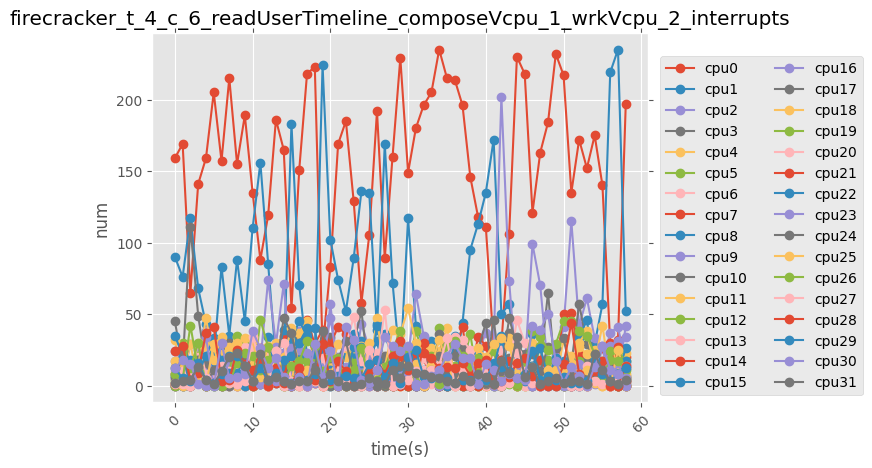 firecracker_t_4_c_6_readUserTimeline_composeVcpu_1_wrkVcpu_2_interrupts
num
200
150
100
50
0
0 10 20 30 40 50 60
time(s)
cpu0 cpu16
cpu1 cpu17
cpu2 cpu18
cpu3 cpu19
cpu4 cpu20
cpu5 cpu21
cpu6 cpu22
cpu7 cpu23
cpu8 cpu24
cpu9 cpu25
cpu10 cpu26
cpu11 cpu27
cpu12 cpu28
cpu13 cpu29
cpu14 cpu30
cpu15 cpu31